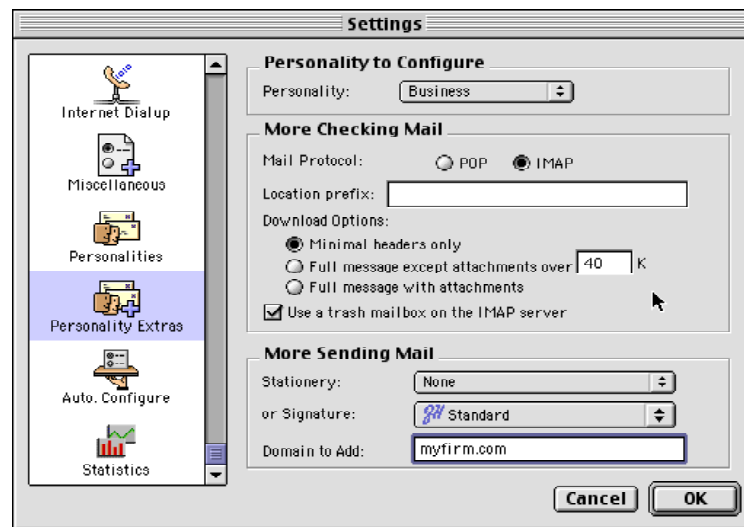 Settings
Internet Dialup
Miscellaneous
Personalities
Personality Extras
Auto. Configure
Statistics
Personality to Configure
Personality: Business
More Checking Mail
Mail Protocol: POP IMAP
Location prefix:
Download Options:
Minimal headers only
Full message except attachments over 40 K
Full message with attachments
Use a trash mailbox on the IMAP server
More Sending Mail
Stationery: None
or Signature: Standard
Domain to Add: myfirm.com
Cancel OK